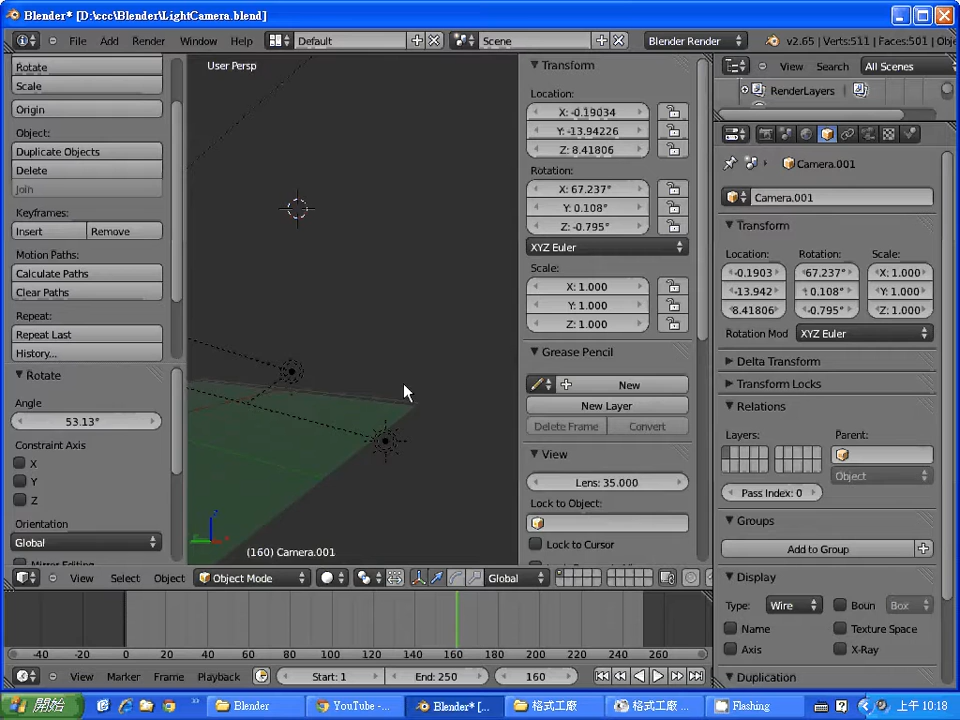 Blender* [D:\ccc\Blender\LightCamera.blend]
File Add Render Window Help Default Scene Blender Render v2.65 | Verts:511 | Faces:501 | Obje
Rotate
Scale
Origin
Object:
Duplicate Objects
Delete
Join
Keyframes:
Insert Remove
Motion Paths:
Calculate Paths
Clear Paths
Repeat:
Repeat Last
History...
Rotate
Angle
53.13°
Constraint Axis
X
Y
Z
Orientation
Global
User Persp
(160) Camera.001
Transform
Location:
X: -0.19034
Y: -13.94226
Z: 8.41806
Rotation:
X: 67.237°
Y: 0.108°
Z: -0.795°
XYZ Euler
Scale:
X: 1.000
Y: 1.000
Z: 1.000
Grease Pencil
New
New Layer
Delete Frame Convert
View
Lens: 35.000
Lock to Object:
Lock to Cursor
View Search All Scenes
RenderLayers
Camera.001
Camera.001
Transform
Location: Rotation: Scale:
-0.1903 67.237° X: 1.000
-13.942 0.108° Y: 1.000
8.41806 -0.795° Z: 1.000
Rotation Mod XYZ Euler
Delta Transform
Transform Locks
Relations
Layers: Parent:
Object
Pass Index: 0
Groups
Add to Group
Display
Type: Wire Boun Box
Name Texture Space
Axis X-Ray
Duplication
View Select Object Object Mode Global
-40 -20 0 20 40 60 80 100 120 140 160 180 200 220 240 260
View Marker Frame Playback Start: 1 End: 250 160
開始 Blender YouTube -... Blender* [... 格式工廠 格式工廠 ... Flashing 上午 10:18